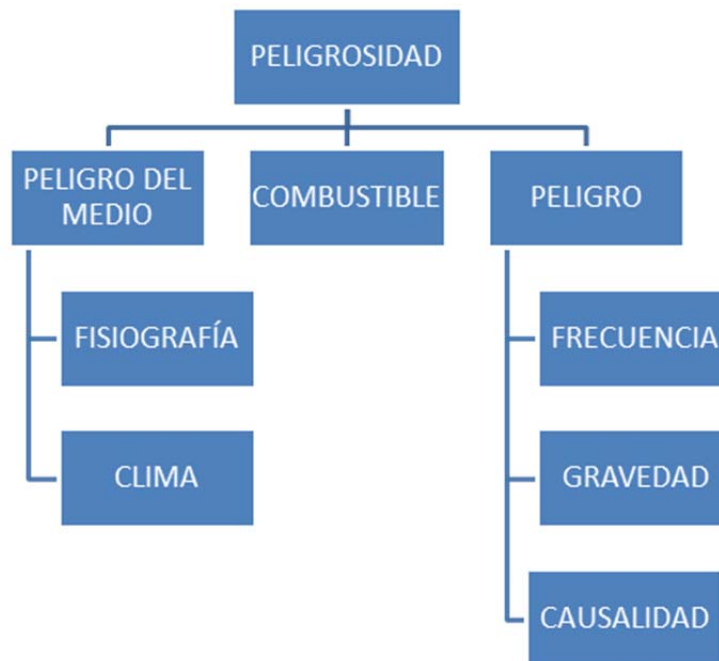 PELIGROSIDAD
PELIGRO DEL
MEDIO
COMBUSTIBLE
PELIGRO
FISIOGRAFÍA
CLIMA
FRECUENCIA
GRAVEDAD
CAUSALIDAD